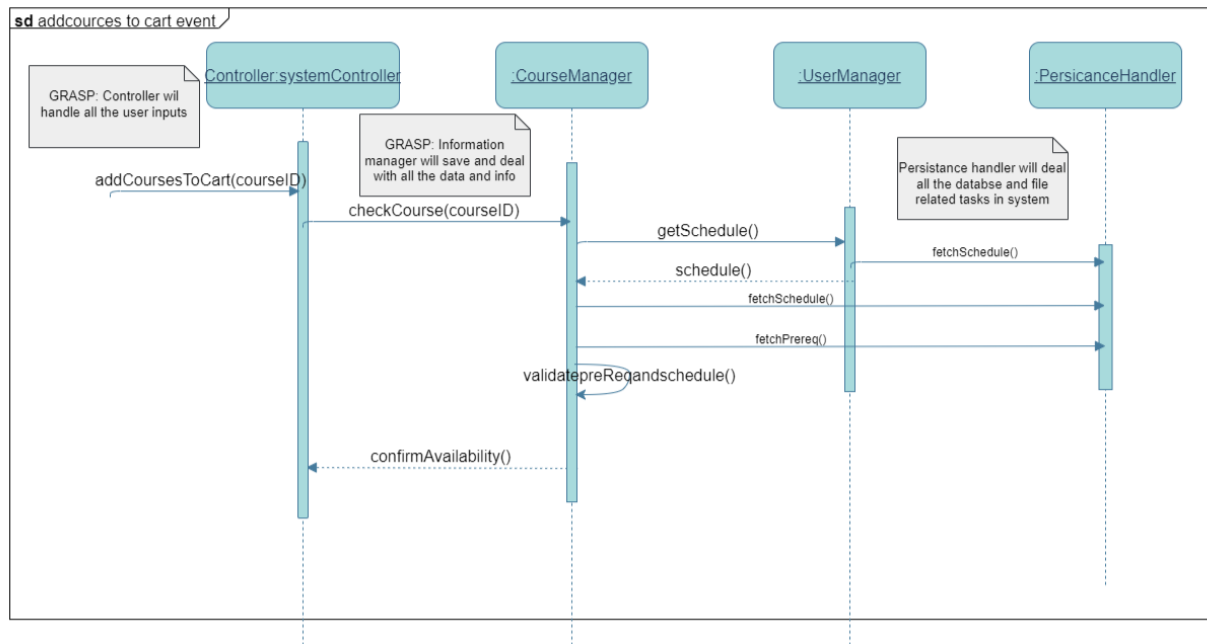 sd addcources to cart event
Controller:systemController
:CourseManager
:UserManager
:PersicanceHandler
GRASP: Controller wil
handle all the user inputs
GRASP: Information
manager will save and deal
with all the data and info
Persistance handler will deal
all the databse and file
related tasks in system
addCoursesToCart(courseID)
checkCourse(courseID)
getSchedule()
fetchSchedule()
schedule()
fetchSchedule()
fetchPrereq()
validatepreReqandschedule()
confirmAvailability()